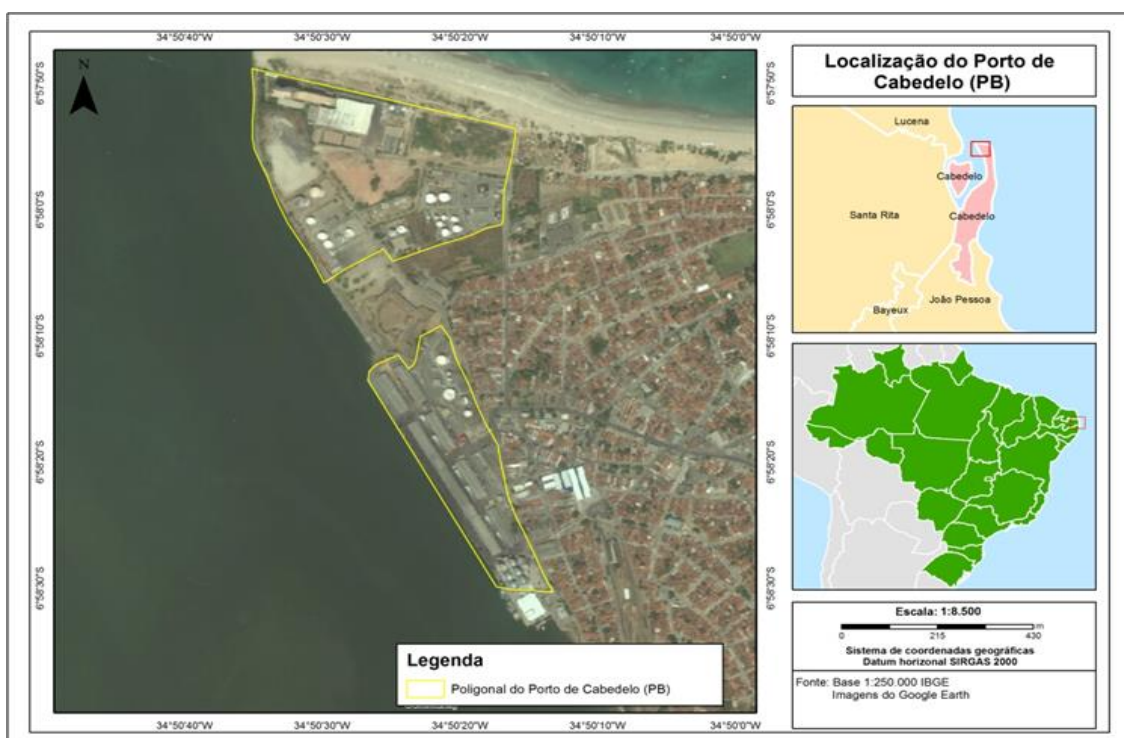 34°50'40"W 34°50'30"W 34°50'20"W 34°50'10"W 34°50'0"W
N
6°57'50"S
6°58'0"S
6°58'10"S
6°58'20"S
6°58'30"S
6°57'50"S
6°58'0"S
6°58'10"S
6°58'20"S
6°58'30"S
Legenda
Poligonal do Porto de Cabedelo (PB)
34°50'40"W 34°50'30"W 34°50'20"W 34°50'10"W 34°50'0"W
Localização do Porto de
Cabedelo (PB)
Lucena
Cabedelo
Santa Rita
Cabedelo
João Pessoa
Bayeux
Escala: 1:8.500
0 215 430 m
Sistema de coordenadas geográficas
Datum horizonal SIRGAS 2000
Fonte: Base 1:250.000 IBGE
Imagens do Google Earth